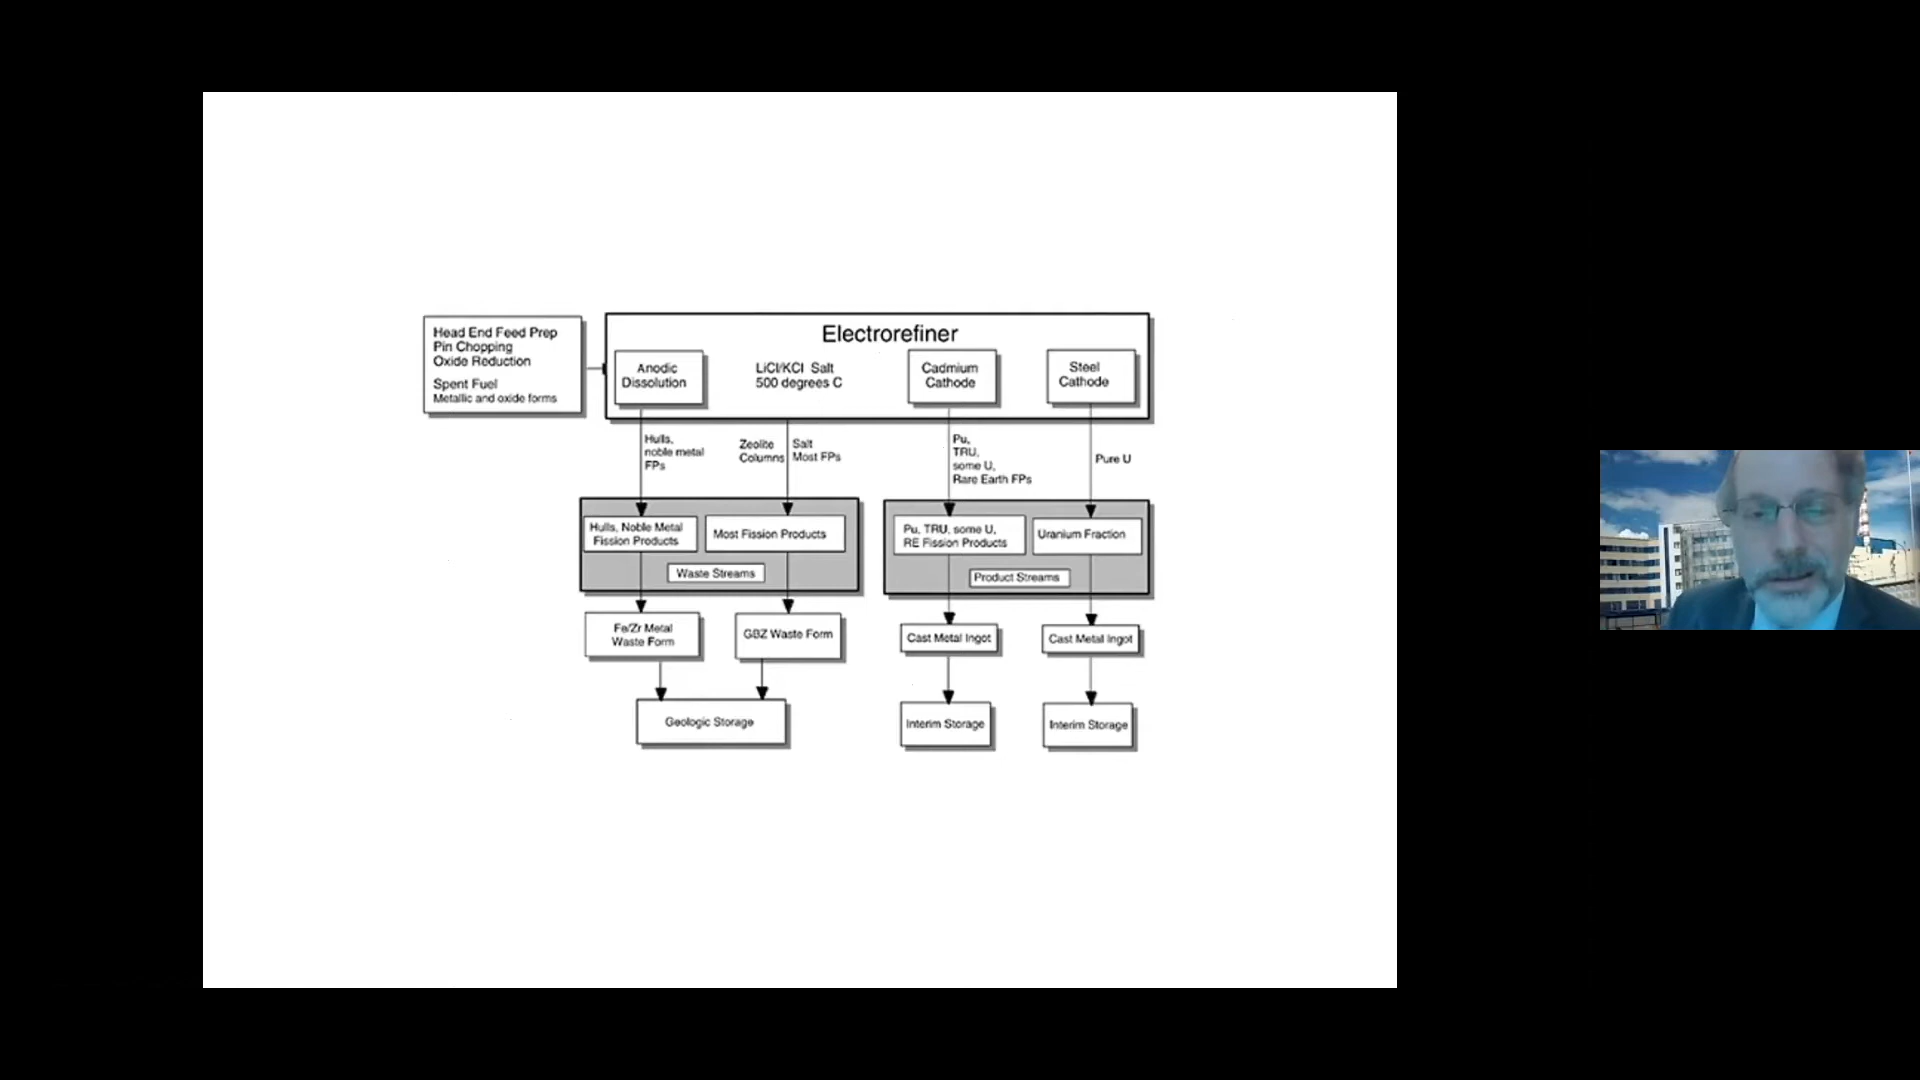 Head End Feed Prep
Pin Chopping
Oxide Reduction
Spent Fuel
Metallic and oxide forms
Electrorefiner
Anodic
Dissolution
LiCl/KCl Salt
500 degrees C
Cadmium
Cathode
Steel
Cathode
Hulls,
noble metal
FPs
Zeolite
Columns
Salt
Most FPs
Pu,
TRU,
some U,
Rare Earth FPs
Pure U
Hulls, Noble Metal
Fission Products
Most Fission Products
Waste Streams
Pu, TRU, some U,
RE Fission Products
Uranium Fraction
Product Streams
Fe/Zr Metal
Waste Form
GBZ Waste Form
Cast Metal Ingot
Cast Metal Ingot
Geologic Storage
Interim Storage
Interim Storage